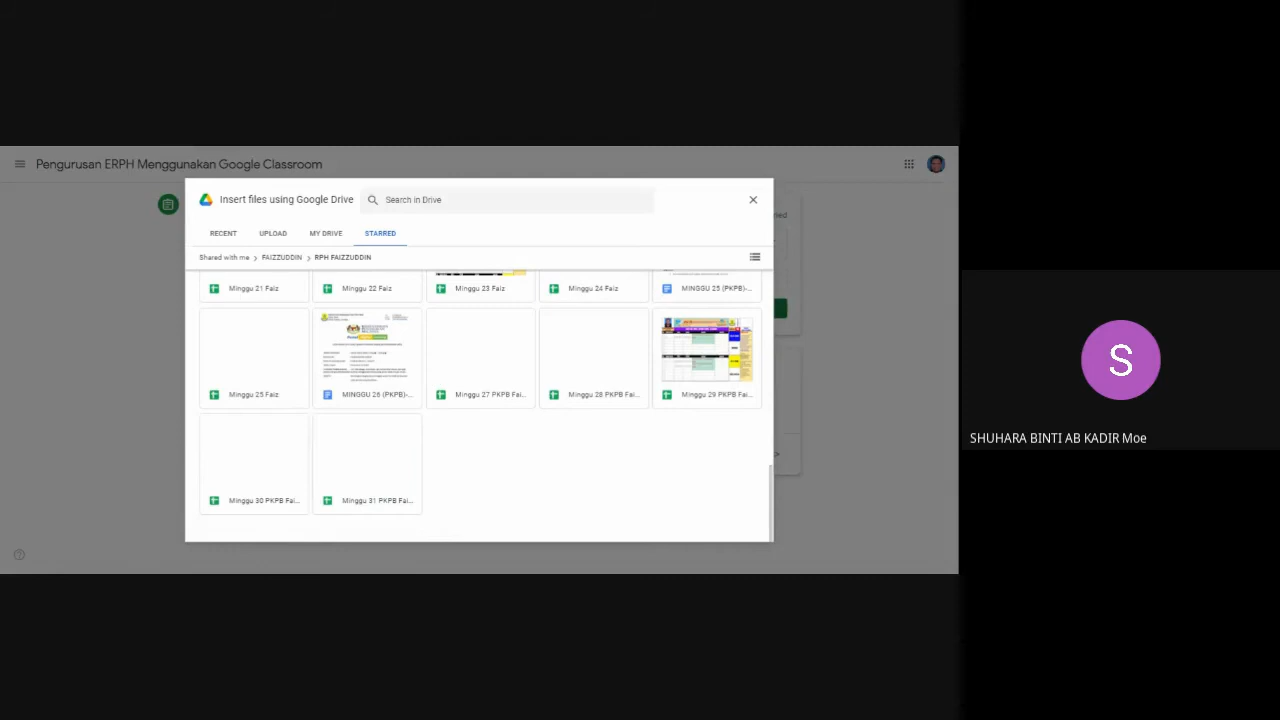 Pengurusan ERPH Menggunakan Google Classroom
Insert files using Google Drive
Search in Drive
RECENT
UPLOAD
MY DRIVE
STARRED
Shared with me > FAIZZUDDIN > RPH FAIZZUDDIN
Minggu 21 Faiz
Minggu 22 Faiz
Minggu 23 Faiz
Minggu 24 Faiz
MINGGU 25 (PKPB)-...
Minggu 25 Faiz
MINGGU 26 (PKPB)-...
Minggu 27 PKPB Fai...
Minggu 28 PKPB Fai...
Minggu 29 PKPB Fai...
Minggu 30 PKPB Fai...
Minggu 31 PKPB Fai...
S
SHUHARA BINTI AB KADIR Moe